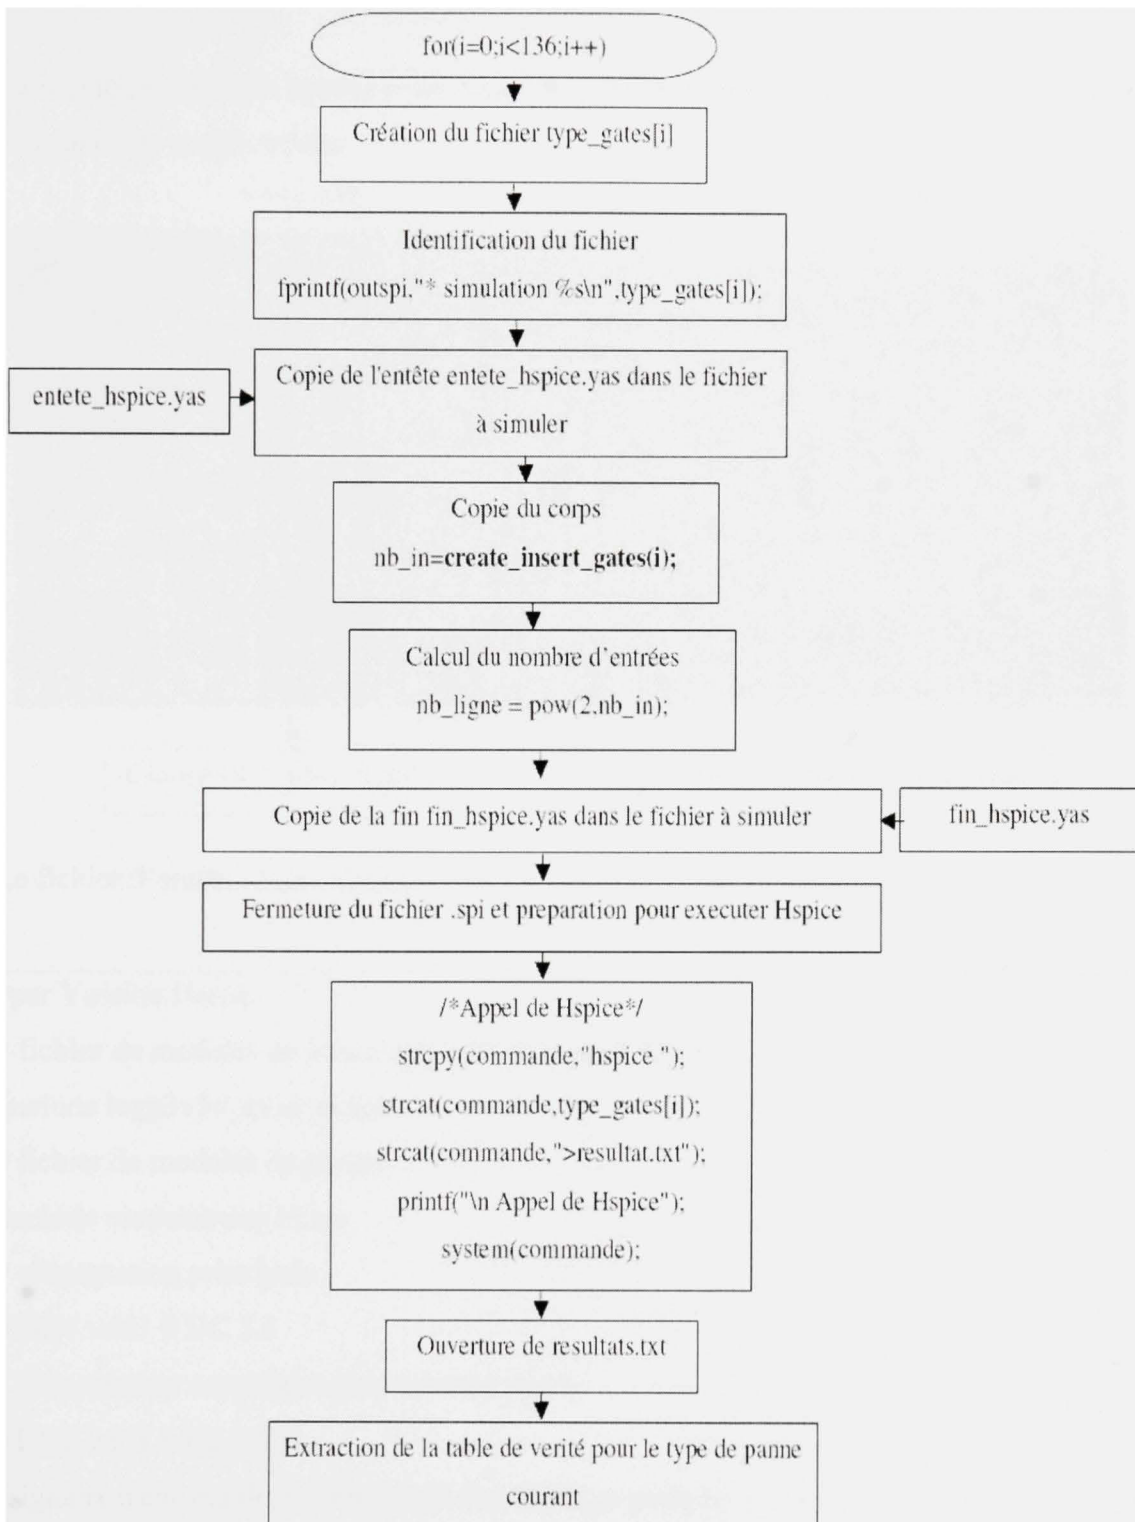 for(i=0;i<136;i++)
Création du fichier type_gates[i]
Identification du fichier
fprintf(outspi,"* simulation %s\n",type_gates[i]);
entete_hspice.yas
Copie de l'entête entete_hspice.yas dans le fichier
à simuler
Copie du corps
nb_in=create_insert_gates(i);
Calcul du nombre d'entrées
nb_ligne = pow(2,nb_in);
Copie de la fin fin_hspice.yas dans le fichier à simuler
fin_hspice.yas
Fermeture du fichier .spi et preparation pour executer Hspice
/*Appel de Hspice*/
strcpy(commande,"hspice ");
strcat(commande,type_gates[i]);
strcat(commande,">resultat.txt");
printf("\n Appel de Hspice");
system(commande);
Ouverture de resultats.txt
Extraction de la table de verité pour le type de panne
courant